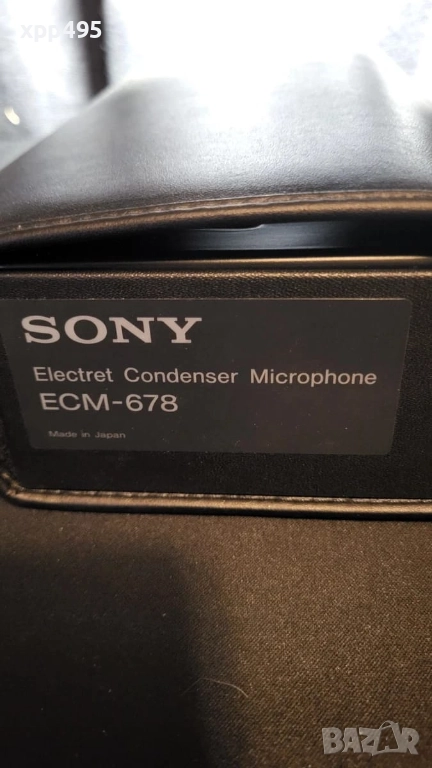 xpp495
SONY
Electret Condenser Microphone
ECM-678
Made in Japan
BAZAR